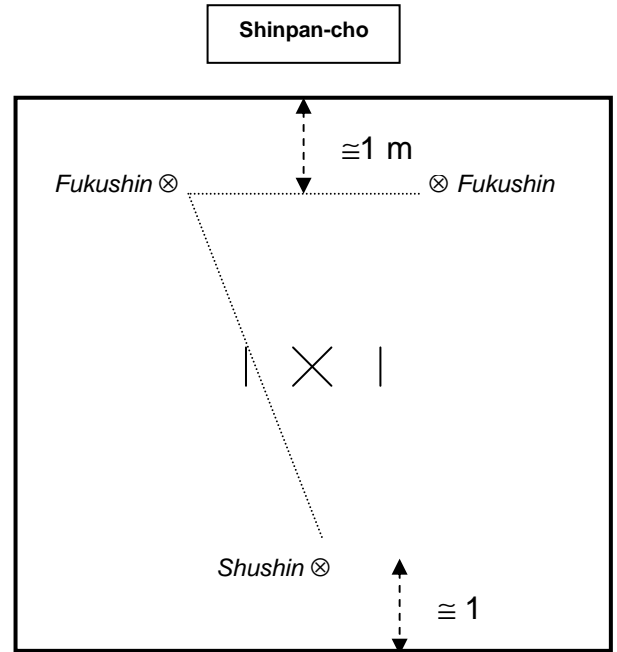 Shinpan-cho
≅1 m
Fukushin ⊗ ⊗ Fukushin
Shushin ⊗
≅ 1